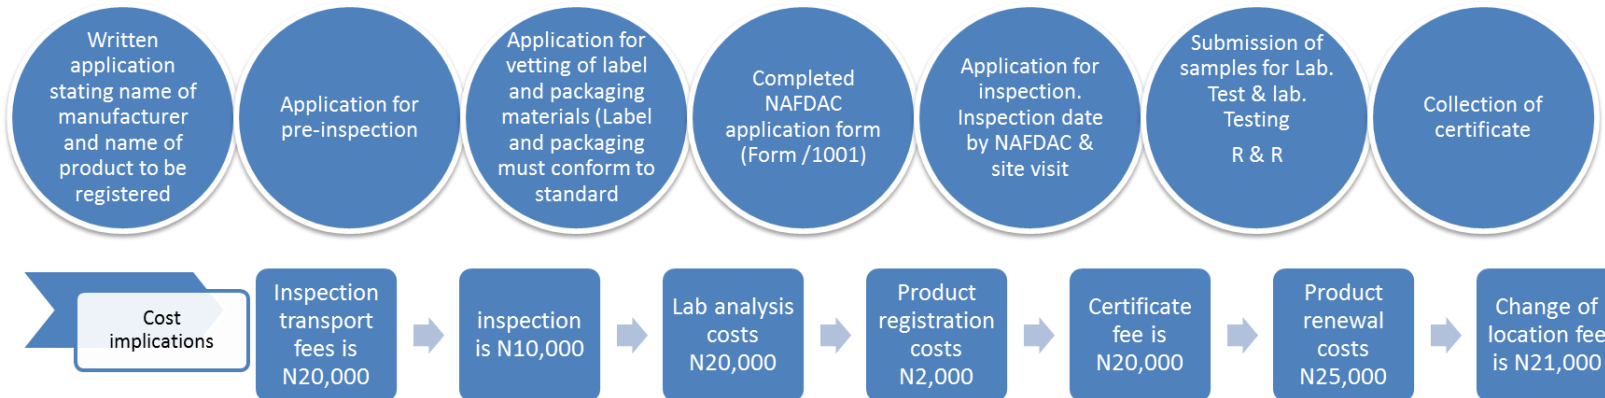 Written
application
stating name of
manufacturer
and name of
product to be
registered
Application for
pre-inspection
Application for
vetting of label
and packaging
materials (Label
and packaging
must conform to
standard
Completed
NAFDAC
application form
(Form /1001)
Application for
inspection.
Inspection date
by NAFDAC &
site visit
Submission of
samples for Lab.
Test & lab.
Testing
R & R
Collection of
certificate
Cost
implications
Inspection
transport
fees is
N20,000
inspection
is N10,000
Lab analysis
costs
N20,000
Product
registration
costs
N2,000
Certificate
fee is
N20,000
Product
renewal
costs
N25,000
Change of
location fee
is N21,000